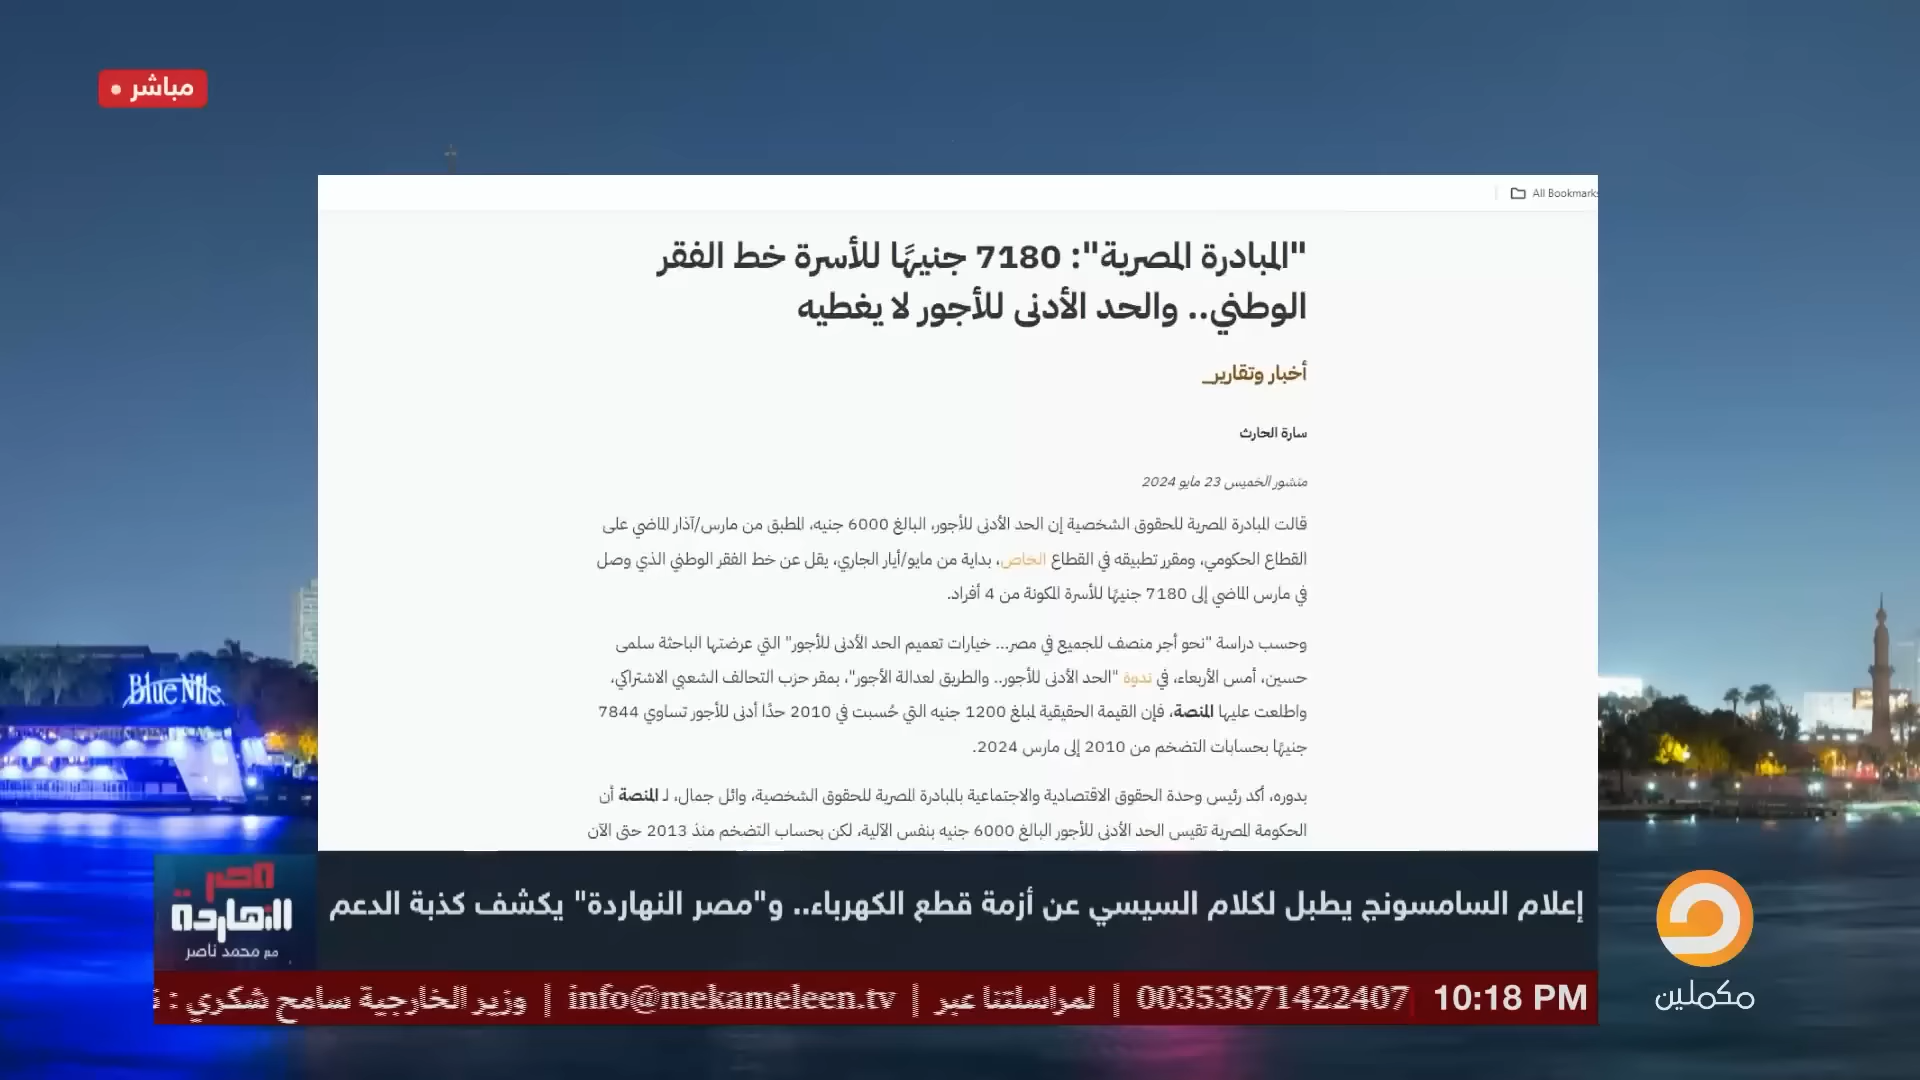 مباشر
All Bookmarks
"المبادرة المصرية": 7180 جنيهًا للأسرة خط الفقر
الوطني.. والحد الأدنى للأجور لا يغطيه
أخبار وتقارير_
سارة الحارث
منشور الخميس 23 مايو 2024
قالت المبادرة المصرية للحقوق الشخصية إن الحد الأدنى للأجور، البالغ 6000 جنيه، المطبق من مارس/آذار الماضي على
القطاع الحكومي، ومقرر تطبيقه في القطاع الخاص، بداية من مايو/أيار الجاري، يقل عن خط الفقر الوطني الذي وصل
في مارس الماضي إلى 7180 جنيهًا للأسرة المكونة من 4 أفراد.
وحسب دراسة "نحو أجر منصف للجميع في مصر... خيارات تعميم الحد الأدنى للأجور" التي عرضتها الباحثة سلمى
حسين، أمس الأربعاء، في ندوة "الحد الأدنى للأجور.. والطريق لعدالة الأجور"، بمقر حزب التحالف الشعبي الاشتراكي،
واطلعت عليها المنصة، فإن القيمة الحقيقية لمبلغ 1200 جنيه التي حُسبت في 2010 حدًا أدنى للأجور تساوي 7844
جنيهًا بحسابات التضخم من 2010 إلى مارس 2024.
بدوره، أكد رئيس وحدة الحقوق الاقتصادية والاجتماعية بالمبادرة المصرية للحقوق الشخصية، وائل جمال، لـ المنصة أن
الحكومة المصرية تقيس الحد الأدنى للأجور البالغ 6000 جنيه بنفس الآلية، لكن بحساب التضخم منذ 2013 حتى الآن
Blue Nile
مصر
النهاردة
مع محمد ناصر
إعلام السامسونج يطبل لكلام السيسي عن أزمة قطع الكهرباء.. و"مصر النهاردة" يكشف كذبة الدعم
10:18 PM
00353871422407 | لمراسلتنا عبر | info@mekameleen.tv | وزير الخارجية سامح شكري :
مكملين